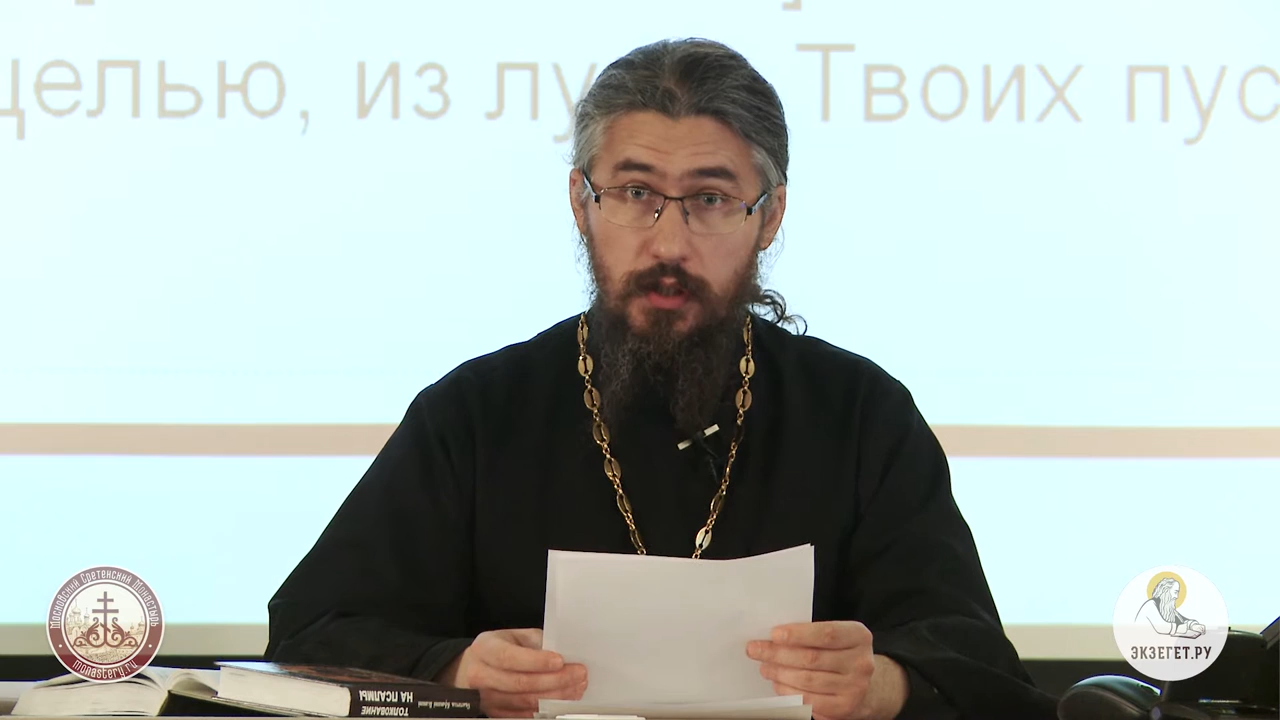 целью, из лу Твоих пус
Московский Сретенский Монастырь
monastery.ru
ЭКЗЕГЕТ.РУ
ТОЛКОВАНИЕ
НА ПСАЛМЫ